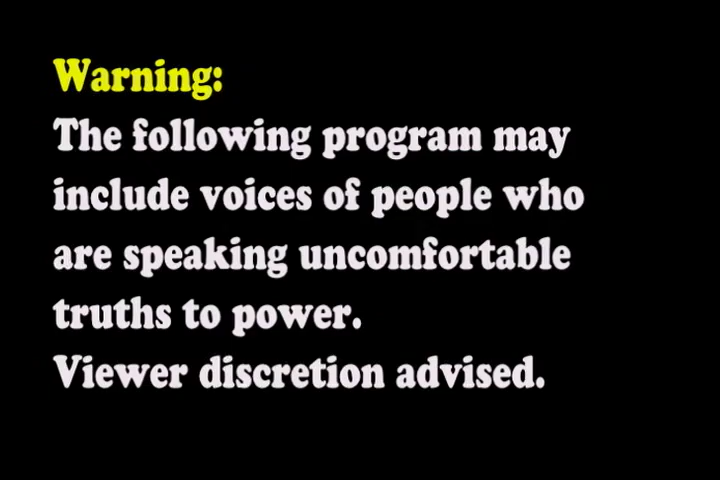 Warning:
The following program may
include voices of people who
are speaking uncomfortable
truths to power.
Viewer discretion advised.